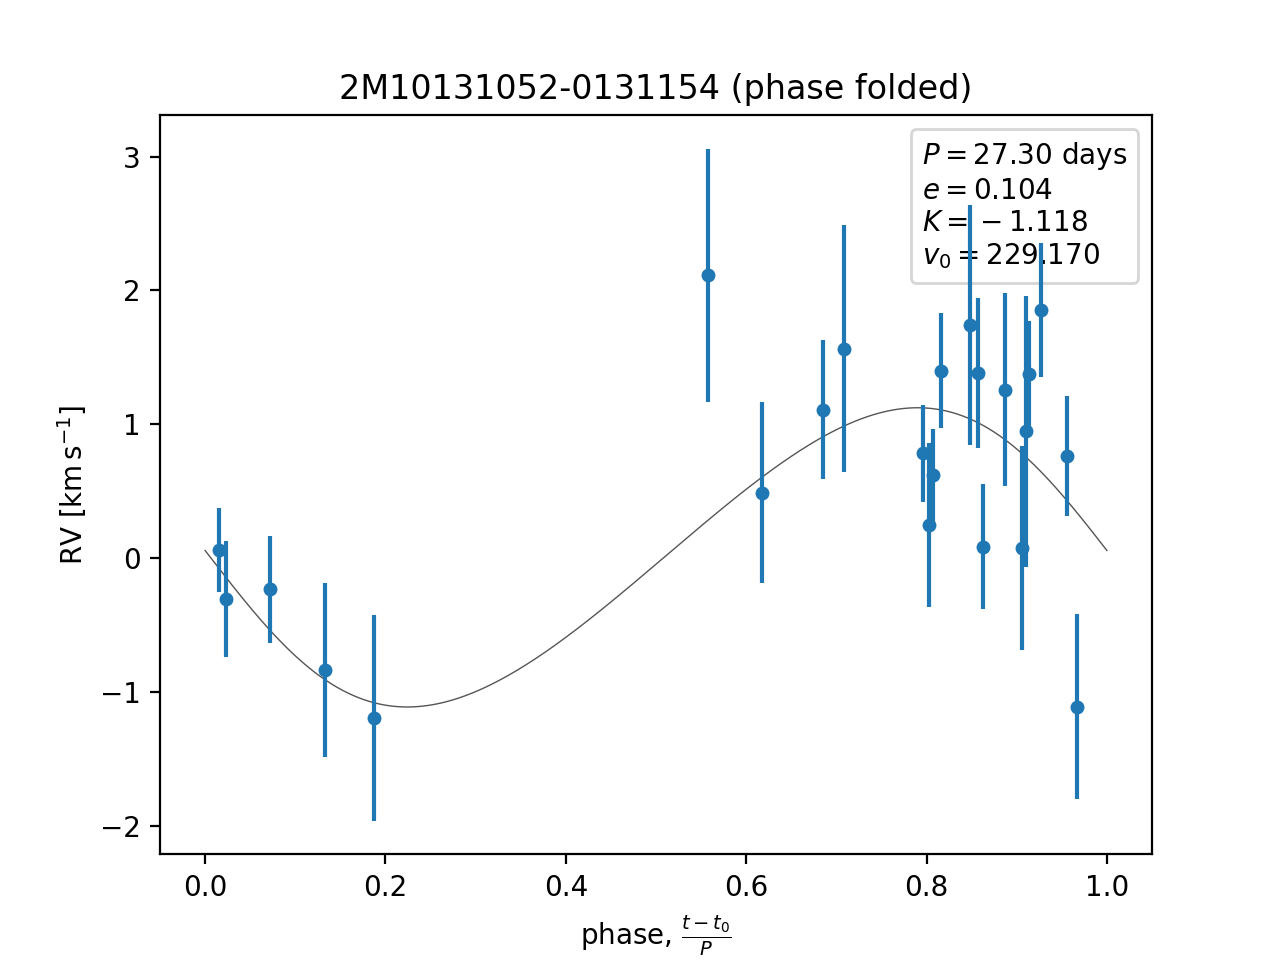 2M10131052-0131154 (phase folded)
P = 27.30 days
e = 0.104
K = − 1.118
v₀ = 229.170
RV [km s⁻¹]
3
2
1
0
−1
−2
0.0 0.2 0.4 0.6 0.8 1.0
phase, (t − t₀)/P